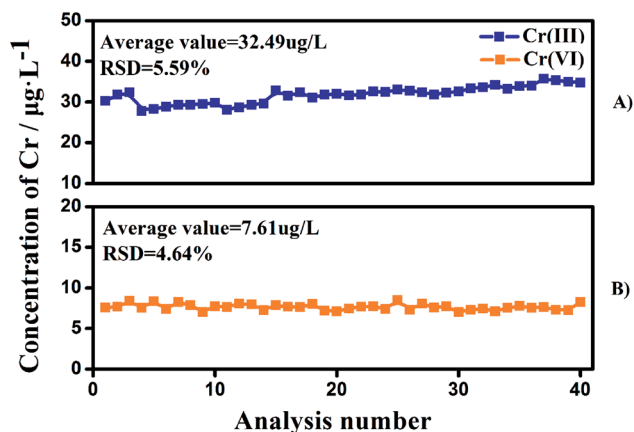 50
40
30
20
10
Average value=32.49ug/L
RSD=5.59%
Cr(III)
Cr(VI)
A)
20
15
10
5
0
Average value=7.61ug/L
RSD=4.64%
B)
0 10 20 30 40
Analysis number
Concentration of Cr / µg·L⁻¹